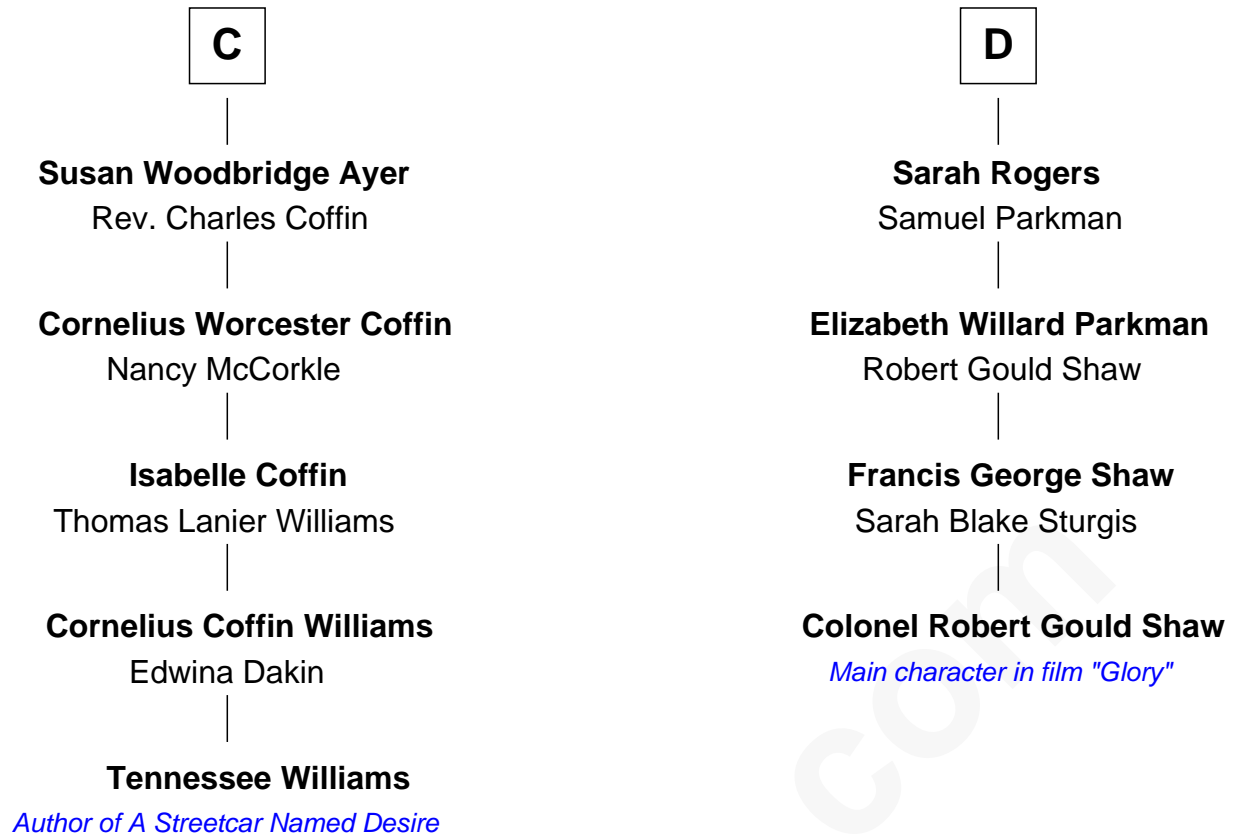 C
Susan Woodbridge Ayer
Rev. Charles Coffin
Cornelius Worcester Coffin
Nancy McCorkle
Isabelle Coffin
Thomas Lanier Williams
Cornelius Coffin Williams
Edwina Dakin
Tennessee Williams
Author of A Streetcar Named Desire
D
Sarah Rogers
Samuel Parkman
Elizabeth Willard Parkman
Robert Gould Shaw
Francis George Shaw
Sarah Blake Sturgis
Colonel Robert Gould Shaw
Main character in film "Glory"
com